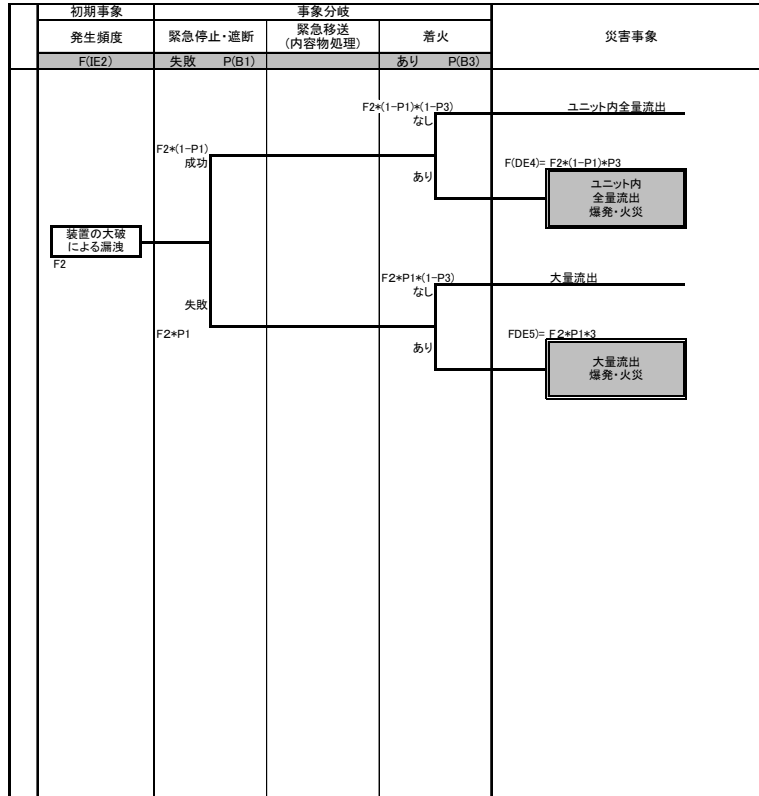 初期事象
事象分岐
発生頻度
緊急停止・遮断
緊急移送
(内容物処理)
着火
災害事象
F(IE2)
失敗 P(B1)
あり P(B3)
F2*(1-P1)*(1-P3)
なし
ユニット内全量流出
F2*(1-P1)
成功
あり
F(DE4)= F2*(1-P1)*P3
ユニット内
全量流出
爆発・火災
装置の大破
による漏洩
F2
F2*P1*(1-P3)
なし
大量流出
失敗
F2*P1
あり
FDE5)= F2*P1*3
大量流出
爆発・火災